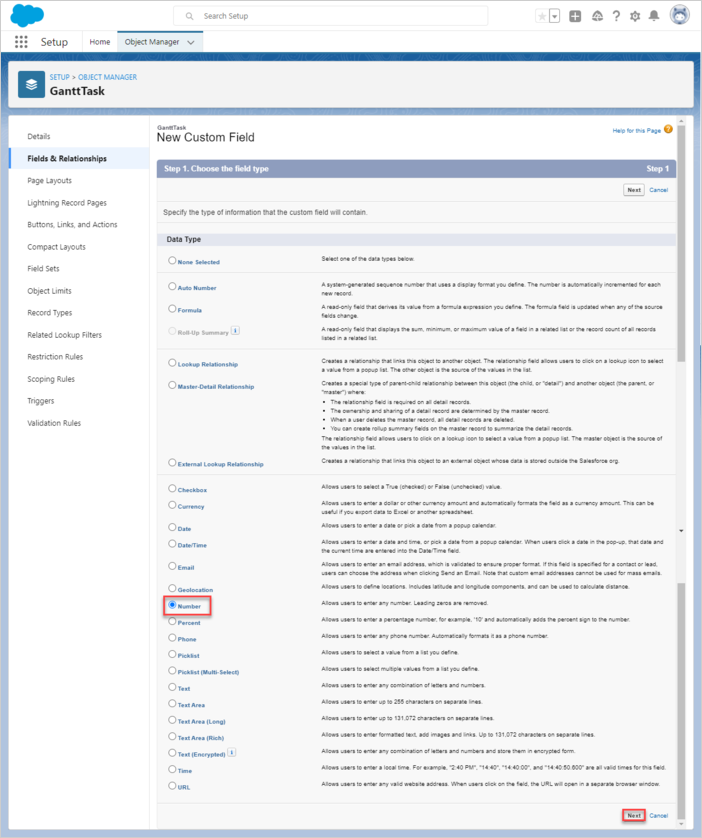 Search Setup
Setup
Home
Object Manager
SETUP > OBJECT MANAGER
GanttTask
Details
Fields & Relationships
Page Layouts
Lightning Record Pages
Buttons, Links, and Actions
Compact Layouts
Field Sets
Object Limits
Record Types
Related Lookup Filters
Restriction Rules
Scoping Rules
Triggers
Validation Rules
GanttTask
New Custom Field
Help for this Page
Step 1. Choose the field type
Step 1
Next
Cancel
Specify the type of information that the custom field will contain.
Data Type
None Selected
Select one of the data types below.
Auto Number
A system-generated sequence number that uses a display format you define. The number is automatically incremented for each
new record.
Formula
A read-only field that derives its value from a formula expression you define. The formula field is updated when any of the source
fields change.
Roll-Up Summary
A read-only field that displays the sum, minimum, or maximum value of a field in a related list or the record count of all records
listed in a related list.
Lookup Relationship
Creates a relationship that links this object to another object. The relationship field allows users to click on a lookup icon to select
a value from a popup list. The other object is the source of the values in the list.
Master-Detail Relationship
Creates a special type of parent-child relationship between this object (the child, or "detail") and another object (the parent, or
"master") where:
• The relationship field is required on all detail records.
• The ownership and sharing of a detail record are determined by the master record.
• When a user deletes the master record, all detail records are deleted.
• You can create rollup summary fields on the master record to summarize the detail records.
The relationship field allows users to click on a lookup icon to select a value from a popup list. The master object is the source of
the values in the list.
External Lookup Relationship
Creates a relationship that links this object to an external object whose data is stored outside the Salesforce org.
Checkbox
Allows users to select a True (checked) or False (unchecked) value.
Currency
Allows users to enter a dollar or other currency amount and automatically formats the field as a currency amount. This can be
useful if you export data to Excel or another spreadsheet.
Date
Allows users to enter a date or pick a date from a popup calendar.
Date/Time
Allows users to enter a date and time, or pick a date from a popup calendar. When users click a date in the pop-up, that date and
the current time are entered into the Date/Time field.
Email
Allows users to enter an email address, which is validated to ensure proper format. If this field is specified for a contact or lead,
users can choose the address when clicking Send an Email. Note that custom email addresses cannot be used for mass emails.
Geolocation
Allows users to define locations. Includes latitude and longitude components, and can be used to calculate distance.
Number
Allows users to enter any number. Leading zeros are removed.
Percent
Allows users to enter a percentage number, for example, '10' and automatically adds the percent sign to the number.
Phone
Allows users to enter any phone number. Automatically formats it as a phone number.
Picklist
Allows users to select a value from a list you define.
Picklist (Multi-Select)
Allows users to select multiple values from a list you define.
Text
Allows users to enter any combination of letters and numbers.
Text Area
Allows users to enter up to 255 characters on separate lines.
Text Area (Long)
Allows users to enter up to 131,072 characters on separate lines.
Text Area (Rich)
Allows users to enter formatted text, add images and links. Up to 131,072 characters on separate lines.
Text (Encrypted)
Allows users to enter any combination of letters and numbers and store them in encrypted form.
Time
Allows users to enter a local time. For example, "2:40 PM", "14:40", "14:40:00", and "14:40:50.600" are all valid times for this field.
URL
Allows users to enter any valid website address. When users click on the field, the URL will open in a separate browser window.
Next
Cancel